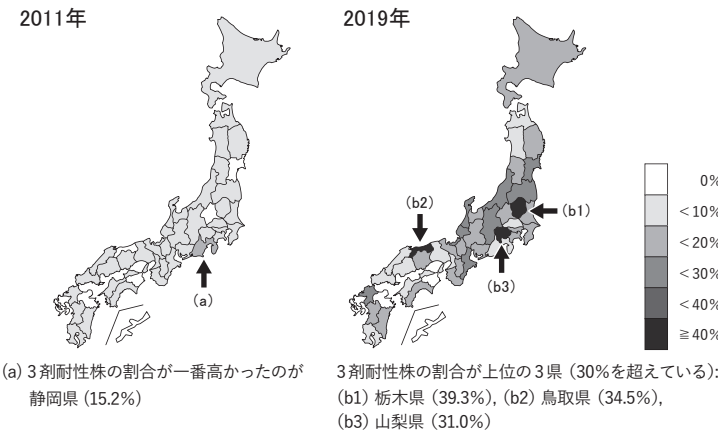 2011年
2019年
(b2)
(b1)
(b3)
(a)
0%
<10%
<20%
<30%
<40%
≧40%
(a) 3剤耐性株の割合が一番高かったのが
静岡県 (15.2%)
3剤耐性株の割合が上位の3県 (30%を超えている):
(b1) 栃木県 (39.3%), (b2) 鳥取県 (34.5%),
(b3) 山梨県 (31.0%)